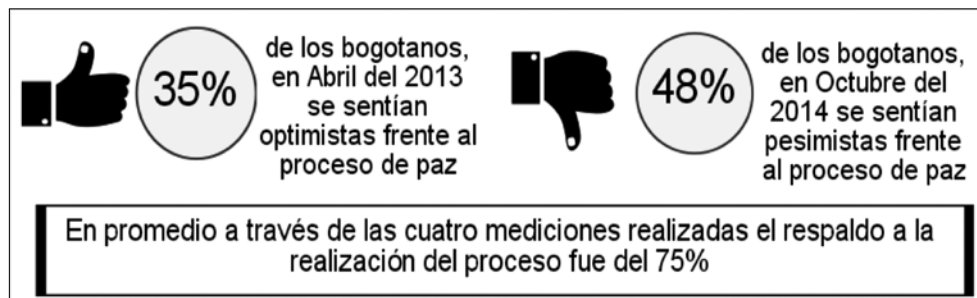 35%
de los bogotanos,
en Abril del 2013
se sentían
optimistas frente al
proceso de paz
48%
de los bogotanos,
en Octubre del
2014 se sentían
pesimistas frente
al proceso de paz
En promedio a través de las cuatro mediciones realizadas el respaldo a la
realización del proceso fue del 75%